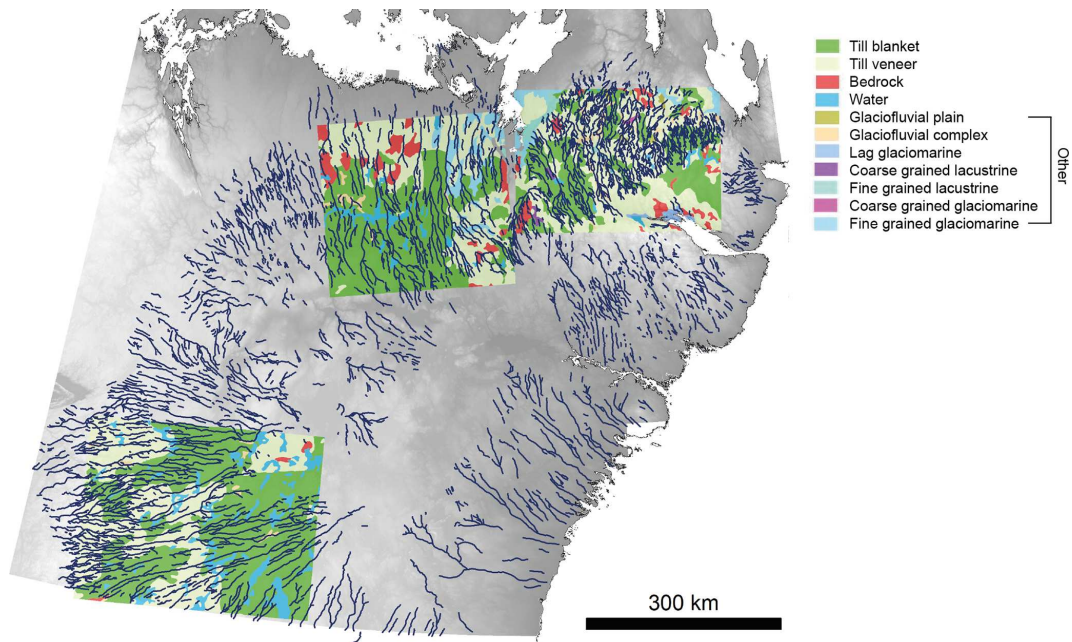 Till blanket
Till veneer
Bedrock
Water
Glaciofluvial plain
Glaciofluvial complex
Lag glaciomarine
Coarse grained lacustrine
Fine grained lacustrine
Coarse grained glaciomarine
Fine grained glaciomarine
Other
300 km